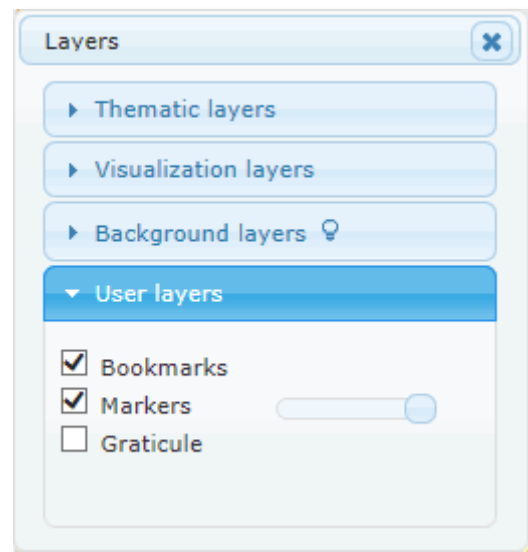 Layers
Thematic layers
Visualization layers
Background layers
User layers
Bookmarks
Markers
Graticule